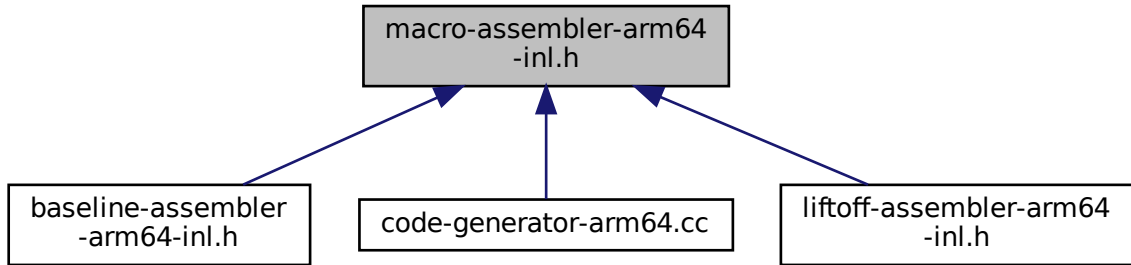 macro-assembler-arm64
-inl.h
baseline-assembler
-arm64-inl.h
code-generator-arm64.cc
liftoff-assembler-arm64
-inl.h